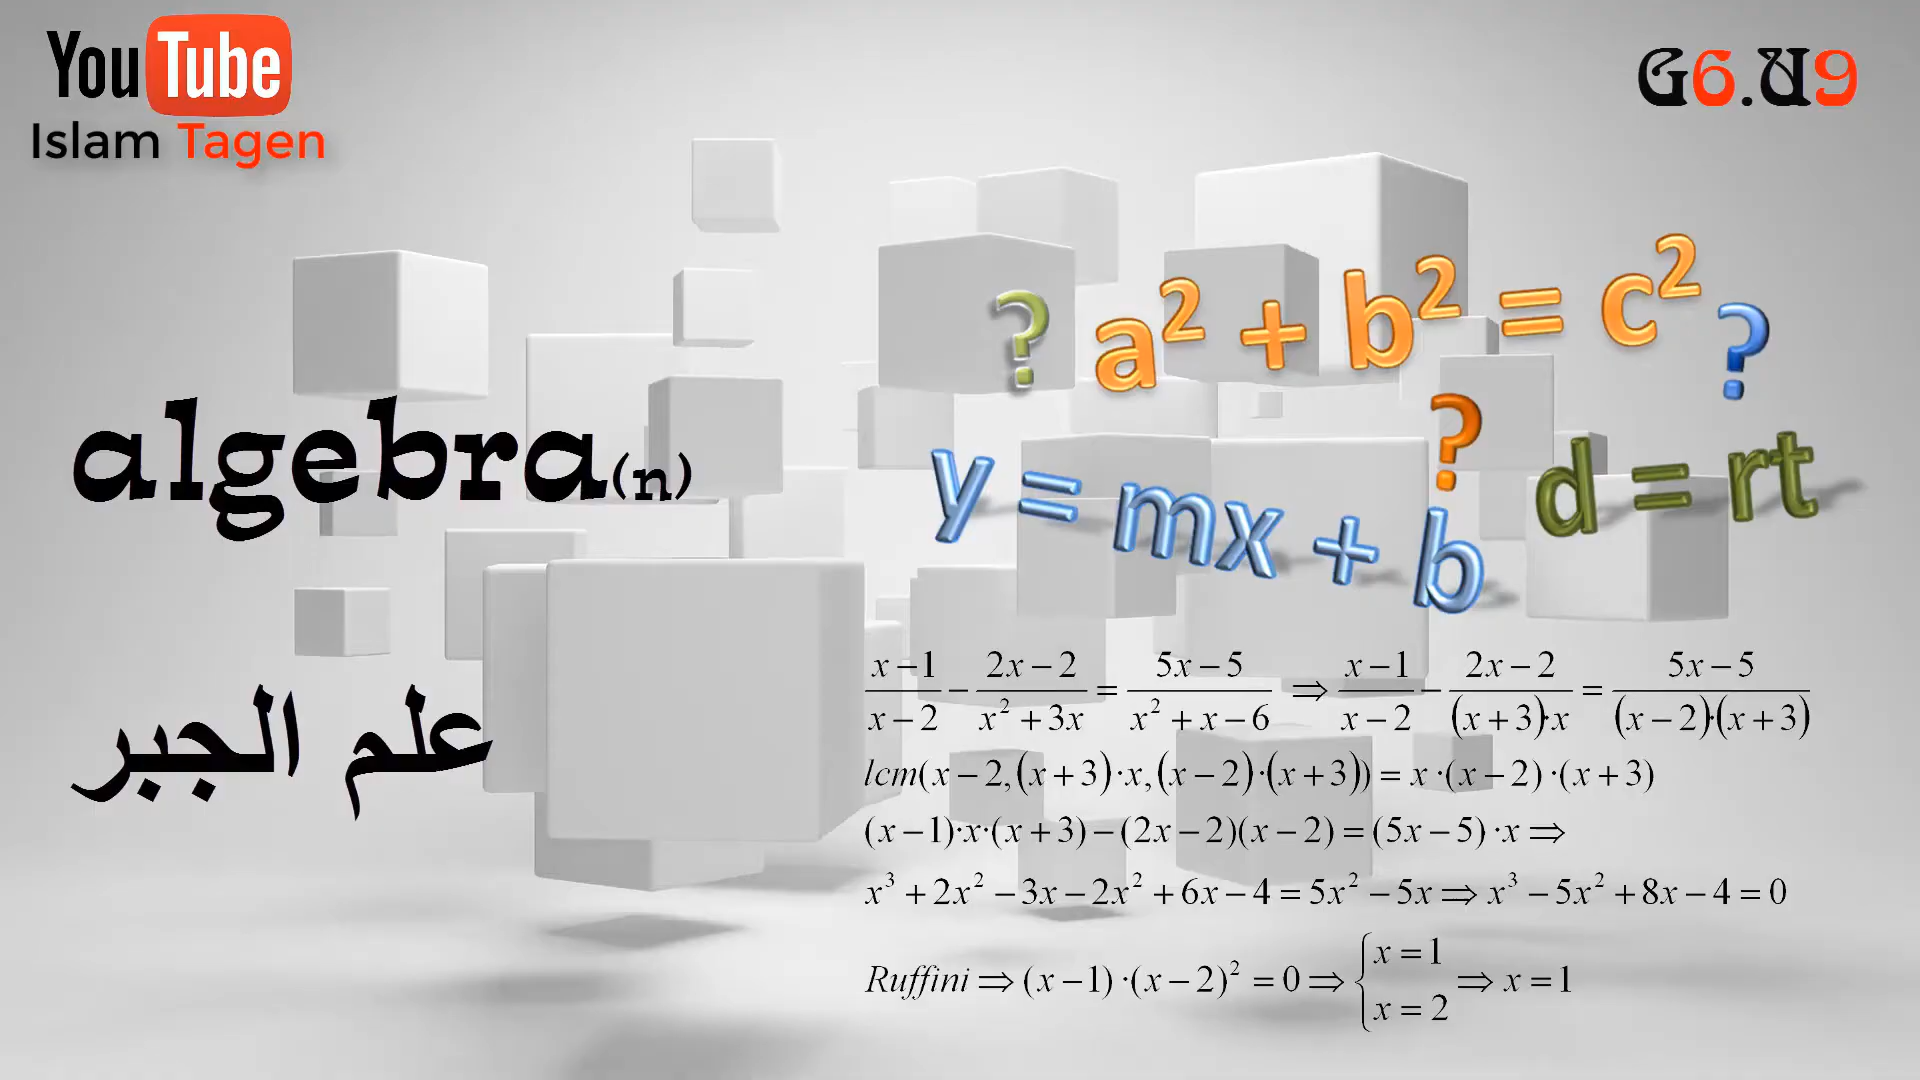 YouTube
Islam Tagen
G6.U9
? a² + b² = c² ?
algebra(n)
y = mx + b ? d = rt
علم الجبر
(x−1)/(x−2) − (2x−2)/(x²+3x) = (5x−5)/(x²+x−6) ⇒ (x−1)/(x−2) − (2x−2)/((x+3)·x) = (5x−5)/((x−2)·(x+3))
lcm(x−2,(x+3)·x,(x−2)·(x+3)) = x·(x−2)·(x+3)
(x−1)·x·(x+3)−(2x−2)(x−2) = (5x−5)·x ⇒
x³+2x²−3x−2x²+6x−4 = 5x²−5x ⇒ x³−5x²+8x−4 = 0
Ruffini ⇒ (x−1)·(x−2)² = 0 ⇒ { x = 1 x = 2 ⇒ x = 1